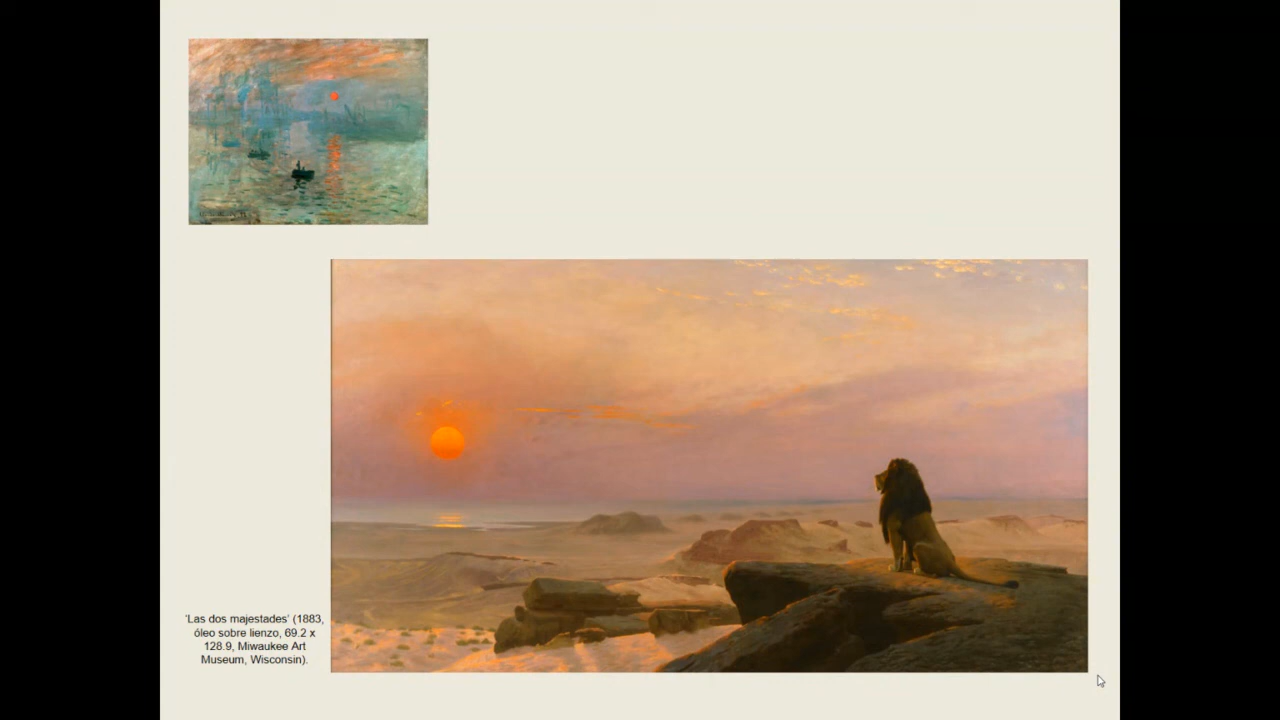 'Las dos majestades' (1883,
óleo sobre lienzo, 69.2 x
128.9, Miwaukee Art
Museum, Wisconsin).